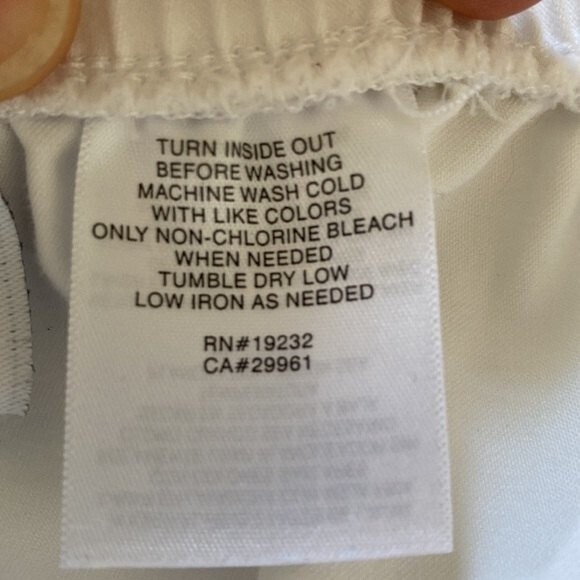 TURN INSIDE OUT
BEFORE WASHING
MACHINE WASH COLD
WITH LIKE COLORS
ONLY NON-CHLORINE BLEACH
WHEN NEEDED
TUMBLE DRY LOW
LOW IRON AS NEEDED
RN#19232
CA#29961